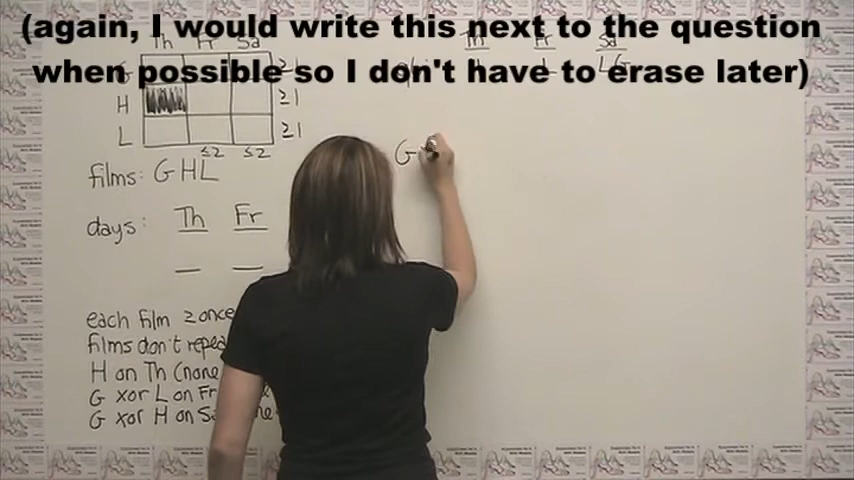 (again, I would write this next to the question
when possible so I don't have to erase later)
Th Fr Sa
Th Fr Sa
G ≥1
H ≥1
L ≥1
≤2 ≤2
films: G H L
G
days: Th Fr
each film ≥ once
films don't repea
H on Th (none
G xor L on Fr
G xor H on Sa